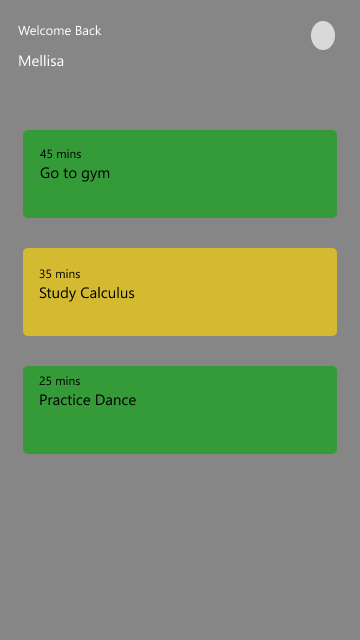 Welcome Back
Mellisa
45 mins
Go to gym
35 mins
Study Calculus
25 mins
Practice Dance